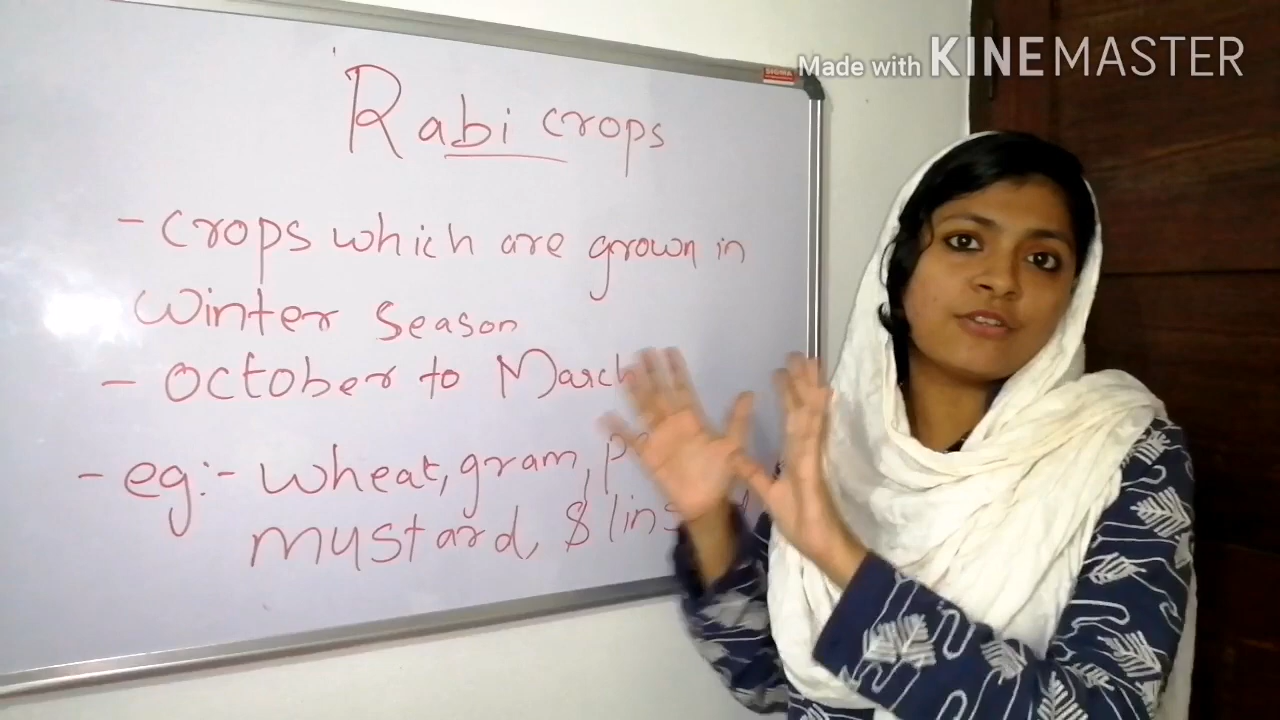 Made with KINEMASTER
SIGMA
Rabi crops
- crops which are grown in
winter season
- October to March
- eg:- wheat, gram,
mustard, &